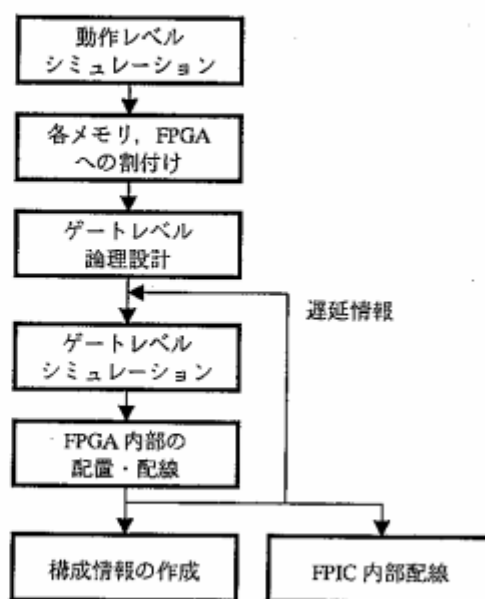 動作レベル
シミュレーション
各メモリ，FPGA
への割付け
ゲートレベル
論理設計
遅延情報
ゲートレベル
シミュレーション
FPGA 内部の
配置・配線
構成情報の作成
FPIC 内部配線